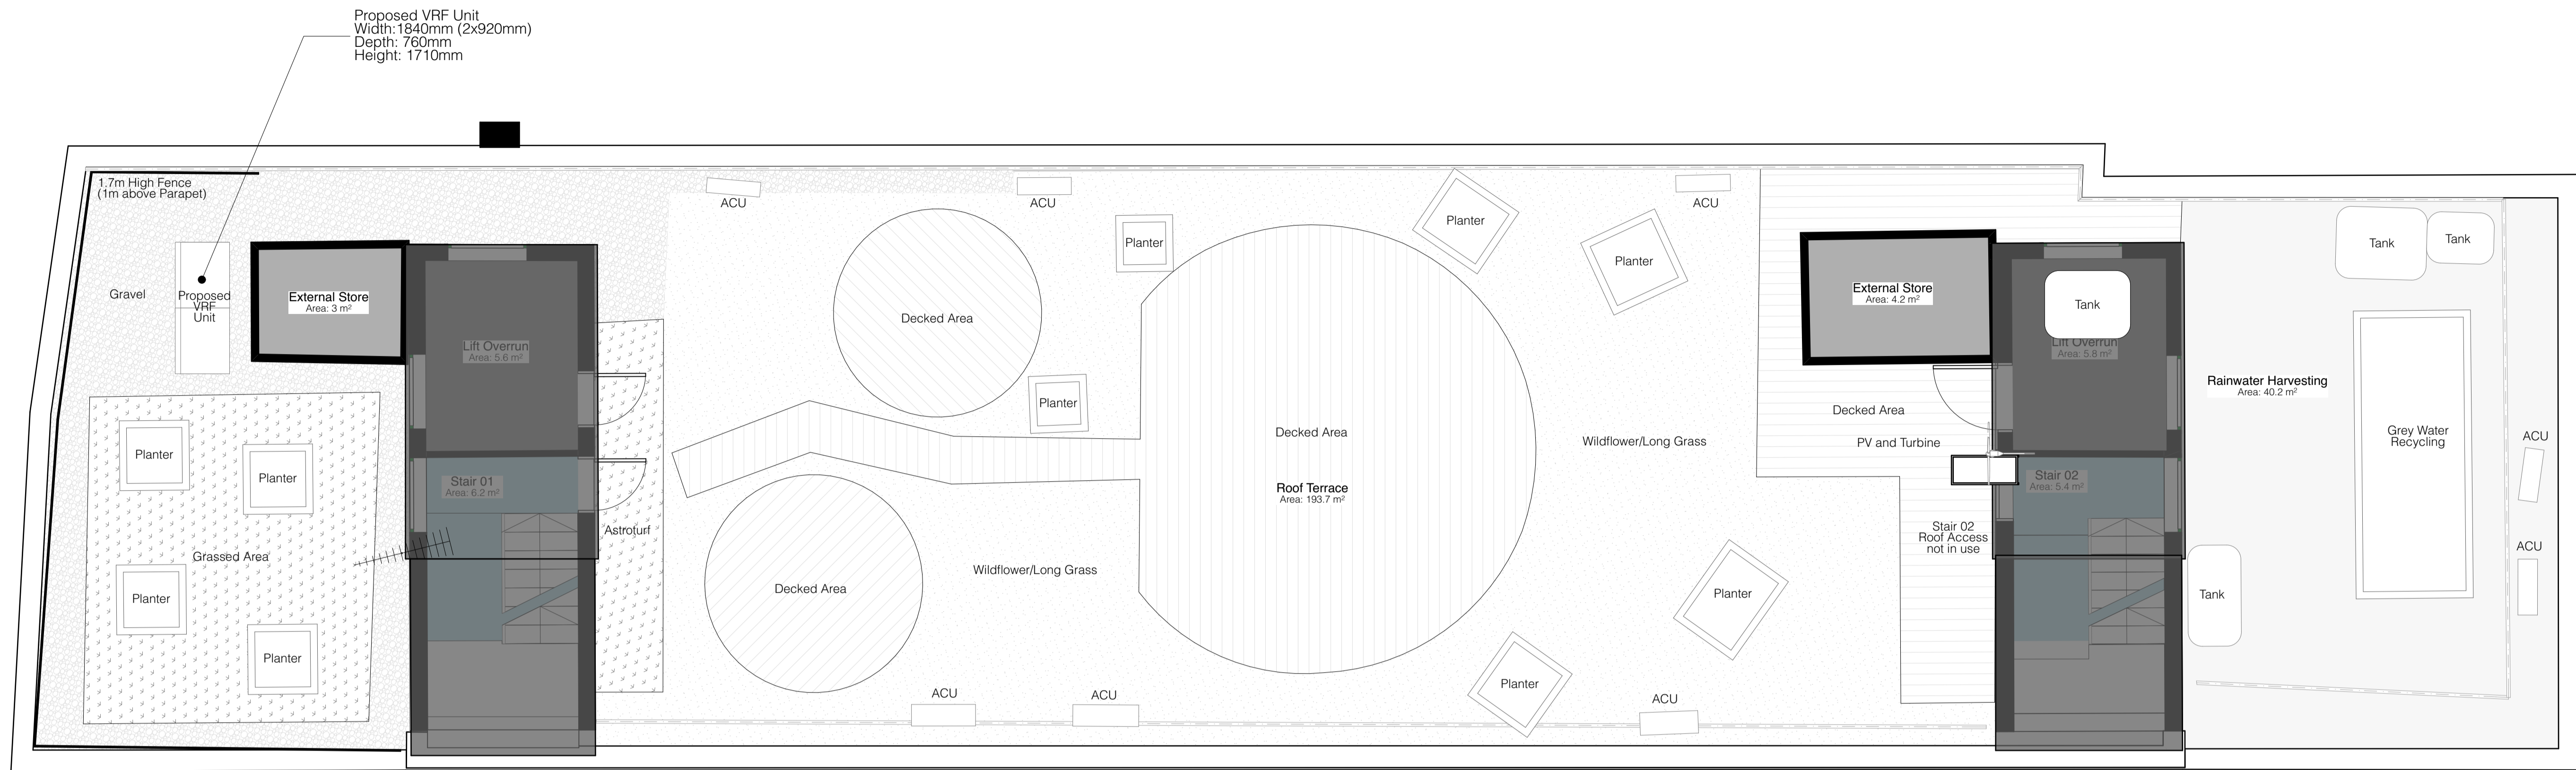 Proposed VRF Unit
Width:1840mm (2x920mm)
Depth: 760mm
Height: 1710mm
1.7m High Fence
(1m above Parapet)
Gravel
Proposed
VRF
Unit
External Store
Area: 3 m²
Lift Overrun
Area: 5.6 m²
Stair 01
Area: 6.2 m²
Planter
Planter
Grassed Area
Planter
Planter
Astroturf
ACU
ACU
ACU
Planter
Decked Area
Planter
Decked Area
Wildflower/Long Grass
ACU
ACU
Decked Area
Roof Terrace
Area: 193.7 m²
Planter
Planter
Wildflower/Long Grass
Planter
Planter
ACU
External Store
Area: 4.2 m²
Decked Area
PV and Turbine
Stair 02
Roof Access
not in use
Tank
Lift Overrun
Area: 5.8 m²
Stair 02
Area: 5.4 m²
Tank
Tank
Rainwater Harvesting
Area: 40.2 m²
Grey Water
Recycling
Tank
ACU
ACU